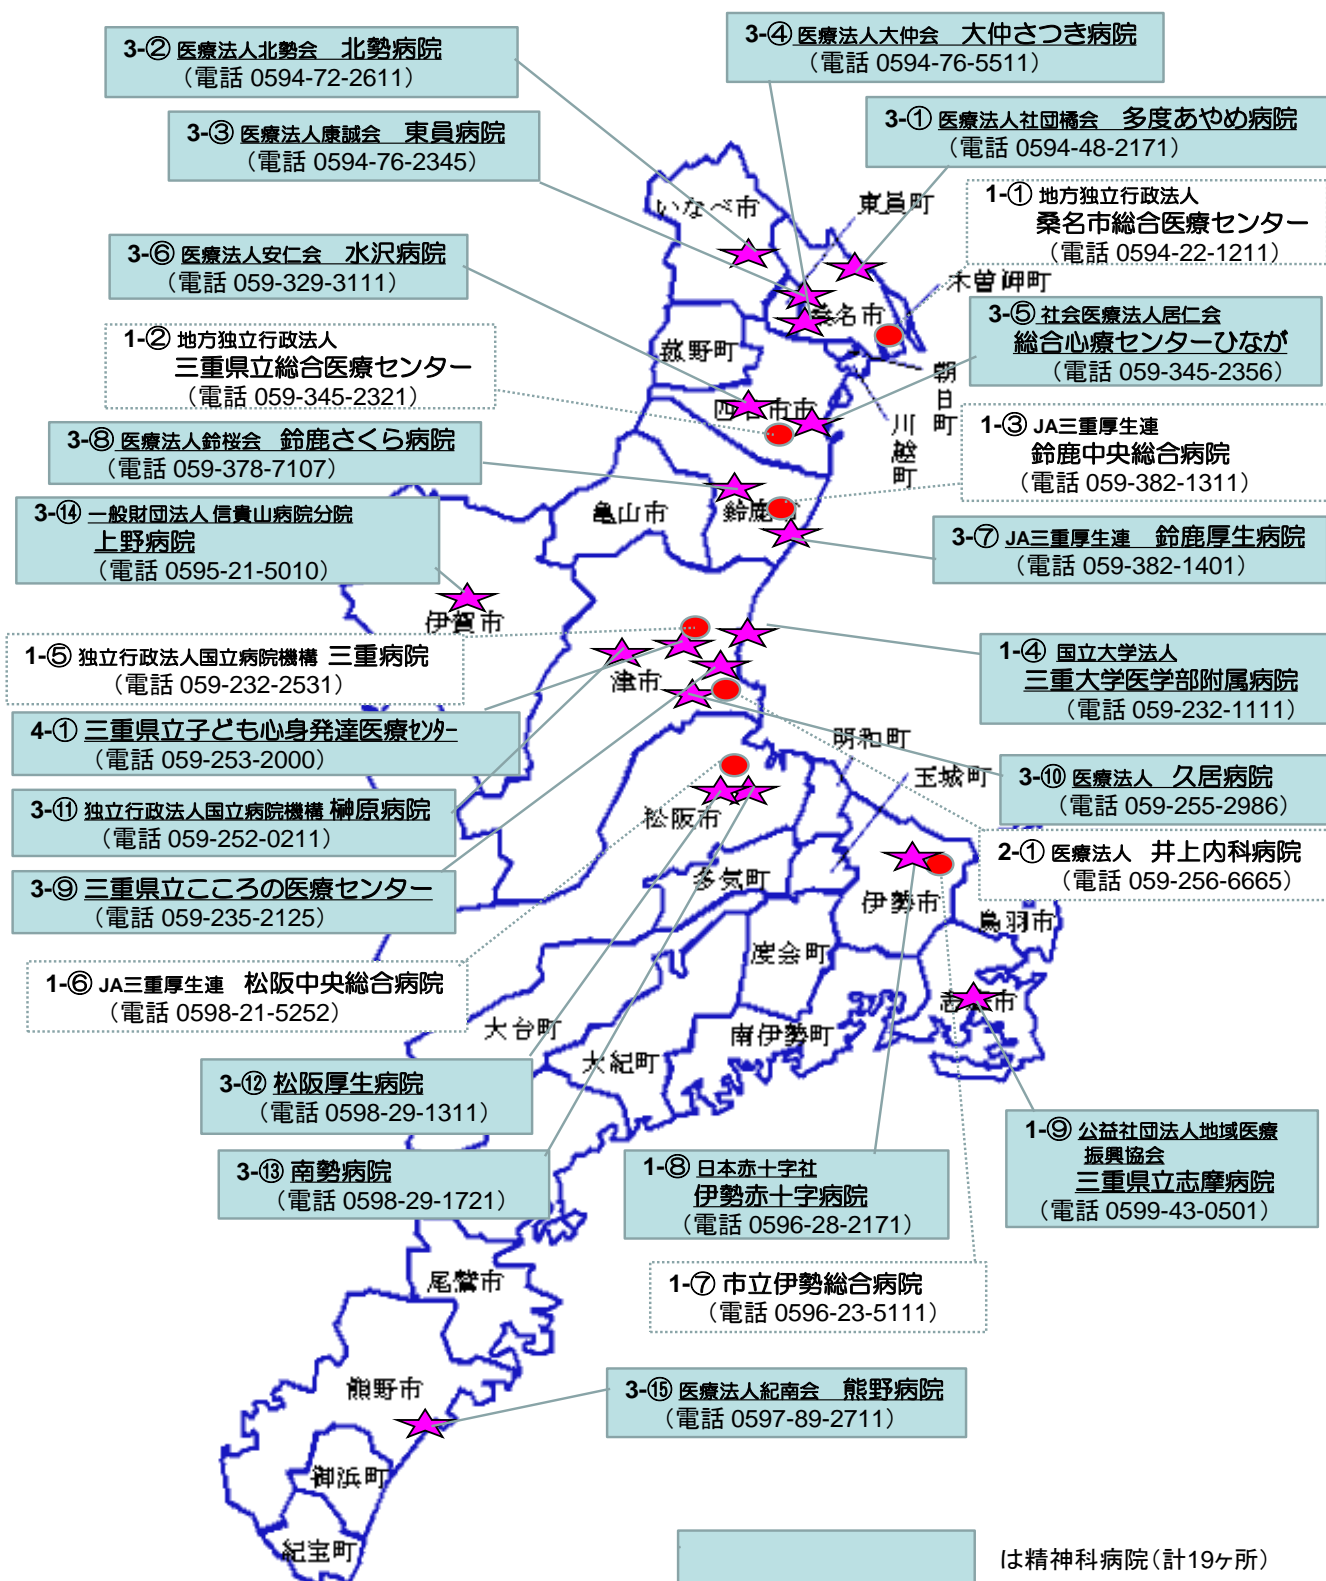 3-② 医療法人北勢会　北勢病院
（電話 0594-72-2611）
3-④ 医療法人大仲会　大仲さつき病院
（電話 0594-76-5511）
3-③ 医療法人康誠会　東員病院
（電話 0594-76-2345）
3-① 医療法人社団橘会　多度あやめ病院
（電話 0594-48-2171）
1-① 地方独立行政法人
桑名市総合医療センター
（電話 0594-22-1211）
いなべ市
東員町
3-⑥ 医療法人安仁会　水沢病院
（電話 059-329-3111）
木曽岬町
桑名市
3-⑤ 社会医療法人居仁会
総合心療センターひなが
（電話 059-345-2356）
1-② 地方独立行政法人
三重県立総合医療センター
（電話 059-345-2321）
菰野町
朝日町
川越町
四日市市
1-③ JA三重厚生連
鈴鹿中央総合病院
（電話 059-382-1311）
3-⑧ 医療法人鈴桜会　鈴鹿さくら病院
（電話 059-378-7107）
亀山市
鈴鹿市
3-⑭ 一般財団法人信貴山病院分院
上野病院
（電話 0595-21-5010）
3-⑦ JA三重厚生連　鈴鹿厚生病院
（電話 059-382-1401）
伊賀市
1-⑤ 独立行政法人国立病院機構 三重病院
（電話 059-232-2531）
津市
1-④ 国立大学法人
三重大学医学部附属病院
（電話 059-232-1111）
4-① 三重県立子ども心身発達医療ｾﾝﾀｰ
（電話 059-253-2000）
明和町
玉城町
3-⑩ 医療法人　久居病院
（電話 059-255-2986）
3-⑪ 独立行政法人国立病院機構 榊原病院
（電話 059-252-0211）
松阪市
2-① 医療法人　井上内科病院
（電話 059-256-6665）
3-⑨ 三重県立こころの医療センター
（電話 059-235-2125）
多気町
伊勢市
鳥羽市
度会町
1-⑥ JA三重厚生連　松阪中央総合病院
（電話 0598-21-5252）
志摩市
大台町
南伊勢町
大紀町
3-⑫ 松阪厚生病院
（電話 0598-29-1311）
1-⑨ 公益社団法人地域医療
振興協会
三重県立志摩病院
（電話 0599-43-0501）
3-⑬ 南勢病院
（電話 0598-29-1721）
1-⑧ 日本赤十字社
伊勢赤十字病院
（電話 0596-28-2171）
尾鷲市
1-⑦ 市立伊勢総合病院
（電話 0596-23-5111）
熊野市
3-⑮ 医療法人紀南会　熊野病院
（電話 0597-89-2711）
御浜町
紀宝町
は精神科病院（計19ヶ所）